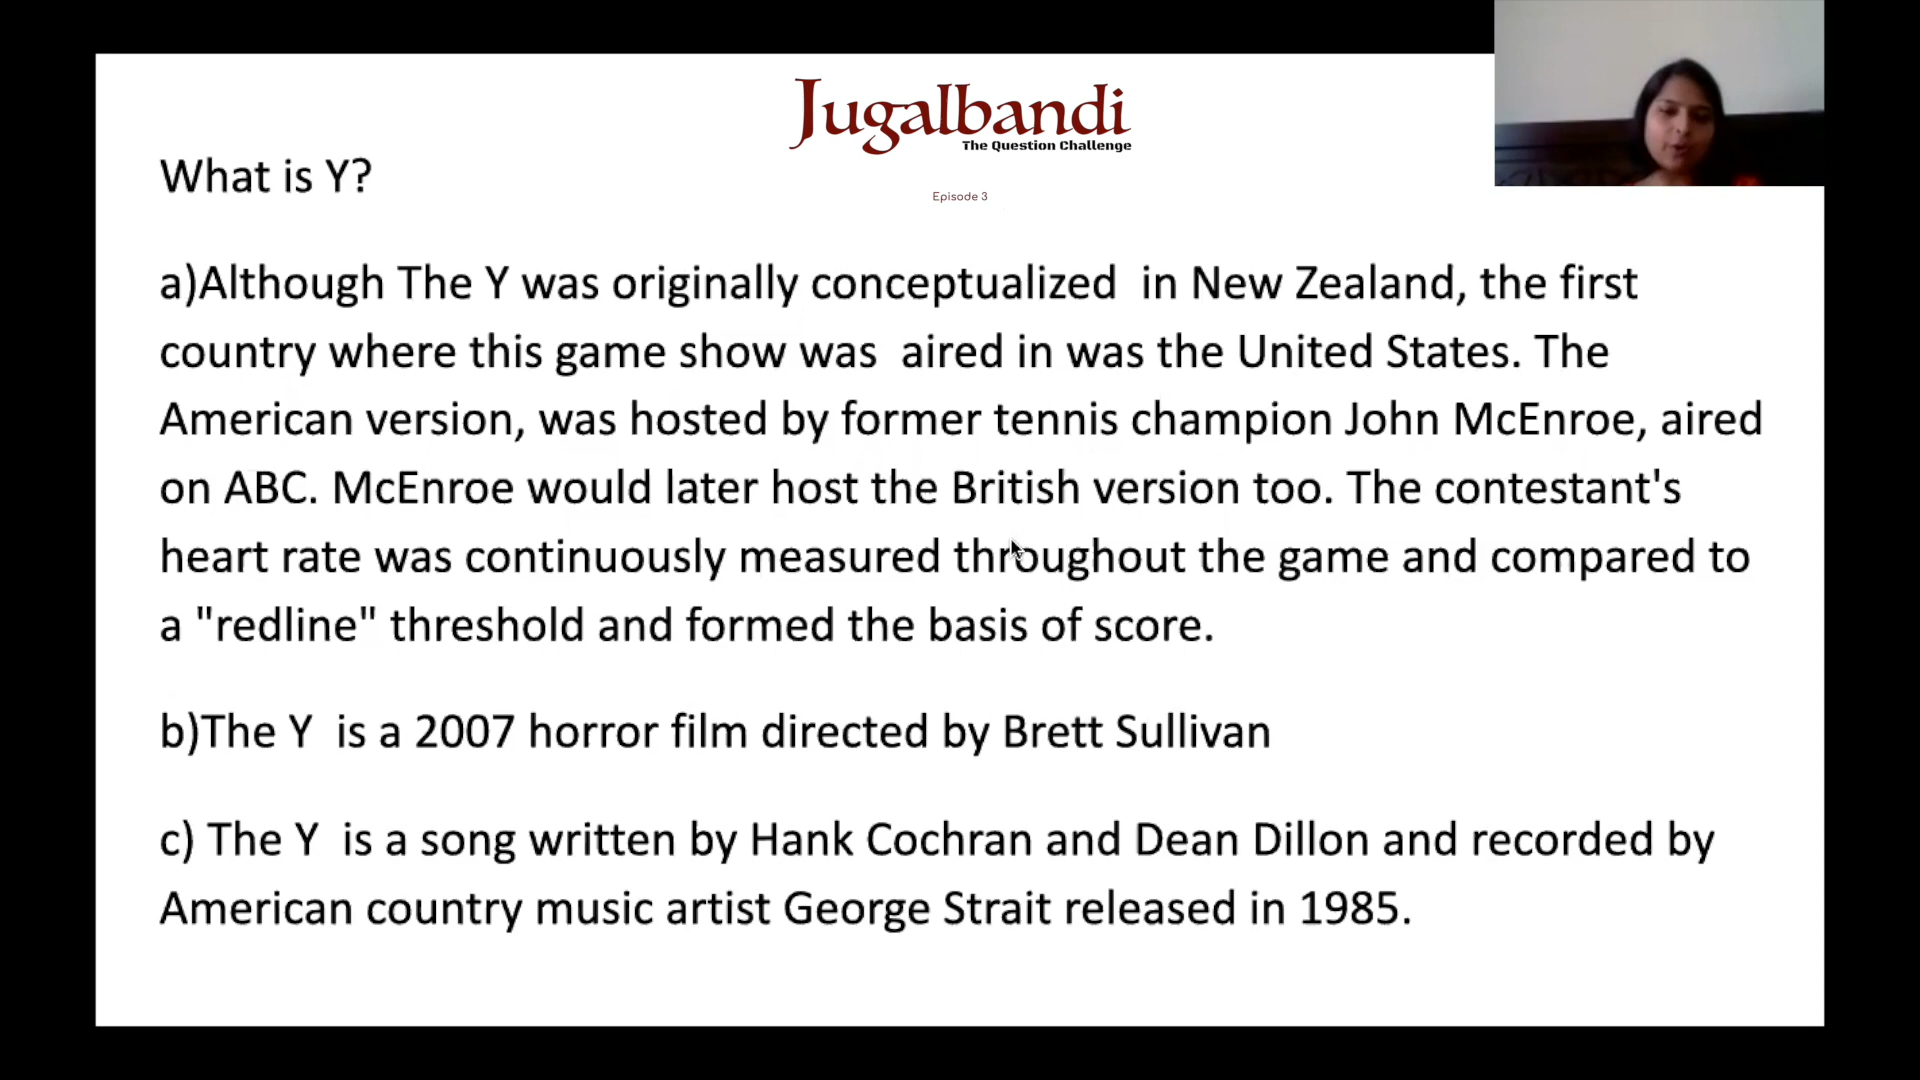 Jugalbandi
The Question Challenge
What is Y?
Episode 3
a)Although The Y was originally conceptualized  in New Zealand, the first
country where this game show was  aired in was the United States. The
American version, was hosted by former tennis champion John McEnroe, aired
on ABC. McEnroe would later host the British version too. The contestant's
heart rate was continuously measured throughout the game and compared to
a "redline" threshold and formed the basis of score.
b)The Y  is a 2007 horror film directed by Brett Sullivan
c) The Y  is a song written by Hank Cochran and Dean Dillon and recorded by
American country music artist George Strait released in 1985.